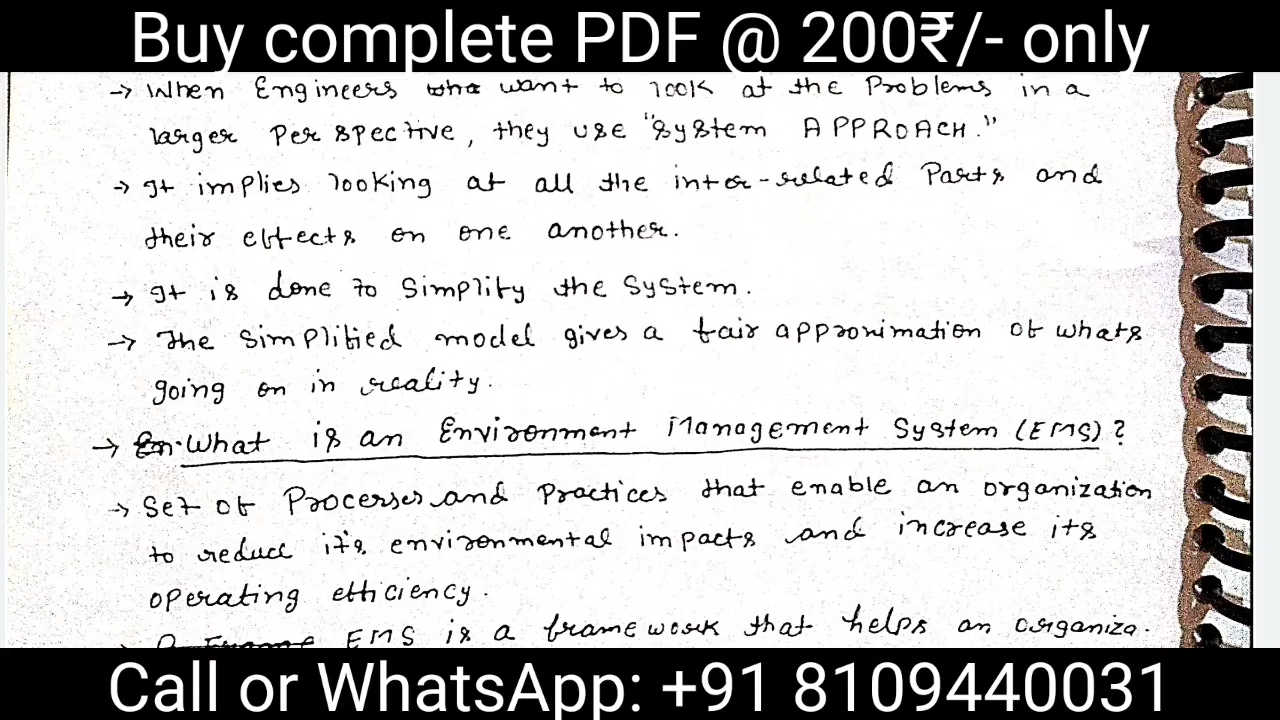 Buy complete PDF @ 200₹/- only
→ When Engineers who want to look at the Problems in a
larger Perspective, they use "System APPROACH."
→ It implies looking at all the inter-related Parts and
their effects on one another.
→ It is done to Simplify the System.
→ The Simplified model gives a fair approximation of whats
going on in reality.
→ En. What is an Environment Management System (EMS)?
→ Set of Processes and Practices that enable an organization
to reduce it's environmental impacts and increase its
operating efficiency.
EMS is a framework that helps an organiza.
Call or WhatsApp: +91 8109440031